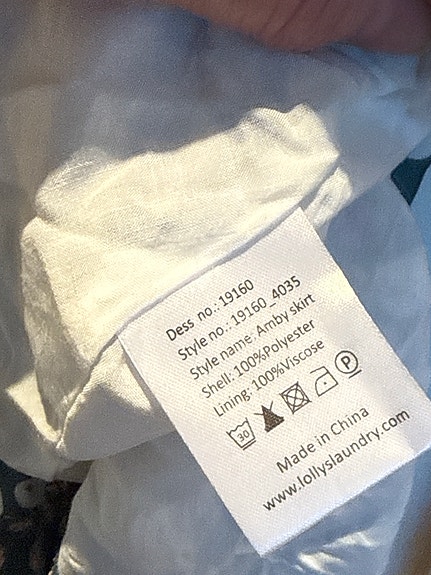 Dess no.: 19160
Style no.: 19160_4035
Style name: Amby skirt
Shell: 100%Polyester
Lining: 100%Viscose
30 P
Made in China
www.lollyslaundry.com